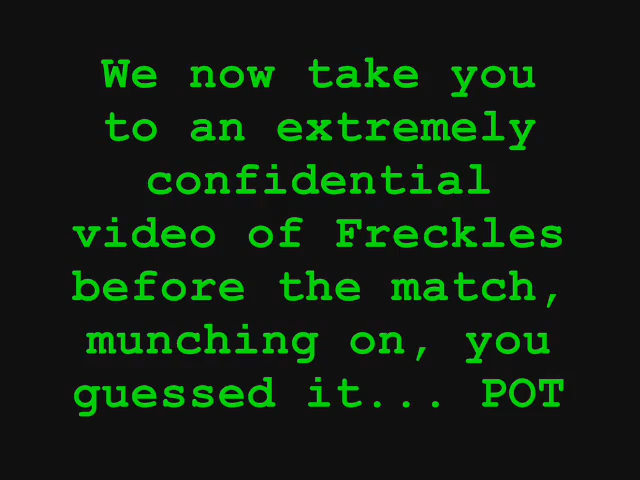 We now take you
to an extremely
confidential
video of Freckles
before the match,
munching on, you
guessed it... POT